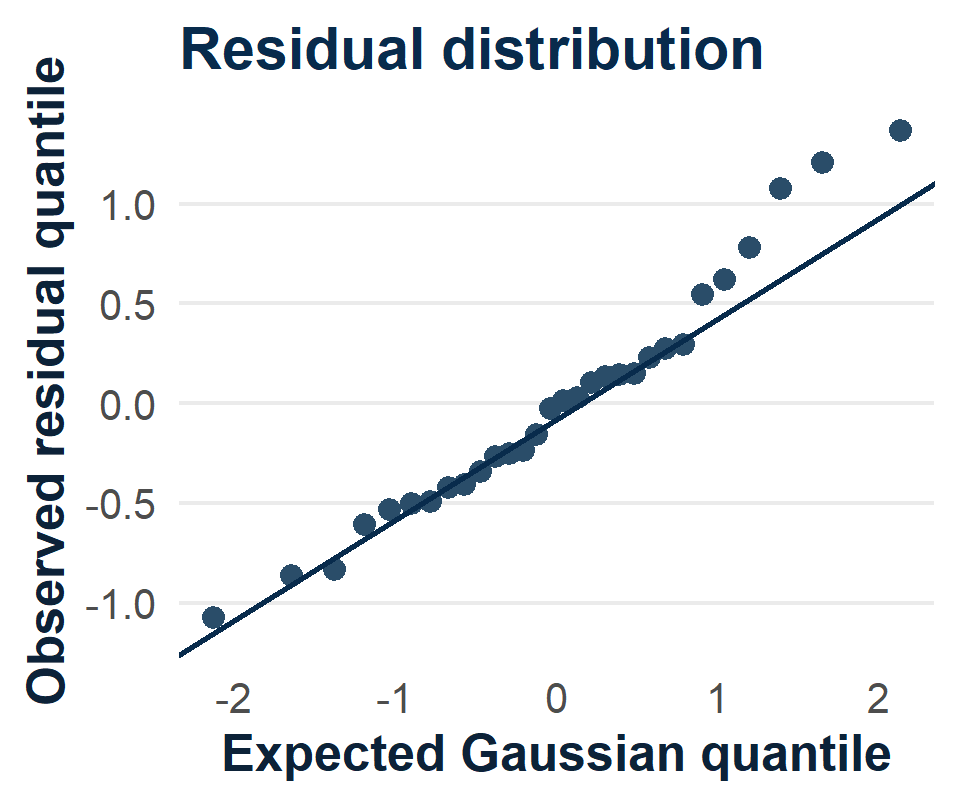 Residual distribution
Observed residual quantile
1.0
0.5
0.0
-0.5
-1.0
-2 -1 0 1 2
Expected Gaussian quantile